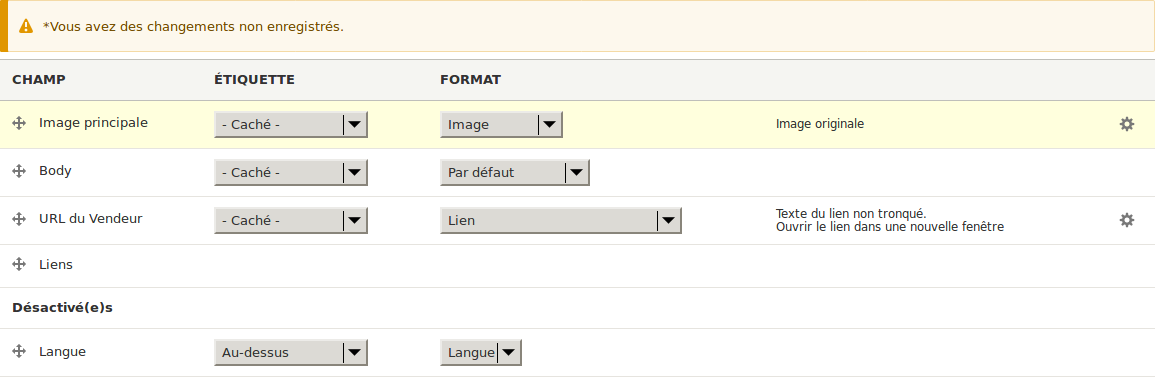 *Vous avez des changements non enregistrés.
CHAMP ÉTIQUETTE FORMAT
Image principale - Caché - Image Image originale
Body - Caché - Par défaut
URL du Vendeur - Caché - Lien Texte du lien non tronqué.
Ouvrir le lien dans une nouvelle fenêtre
Liens
Désactivé(e)s
Langue Au-dessus Langue